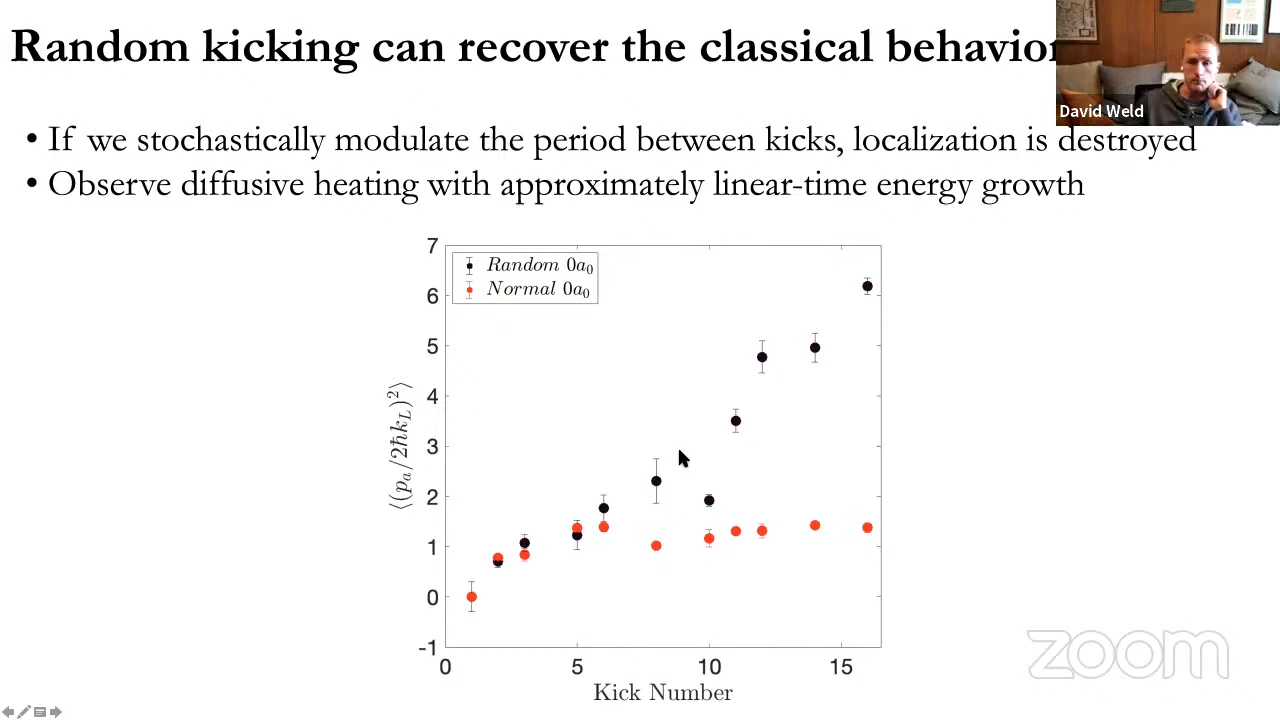 Random kicking can recover the classical behavior
David Weld
• If we stochastically modulate the period between kicks, localization is destroyed
• Observe diffusive heating with approximately linear-time energy growth
7
6
5
4
3
2
1
0
-1
Random 0a₀
Normal 0a₀
⟨(pₐ/2ħk_L)²⟩
0 5 10 15
Kick Number
zoom